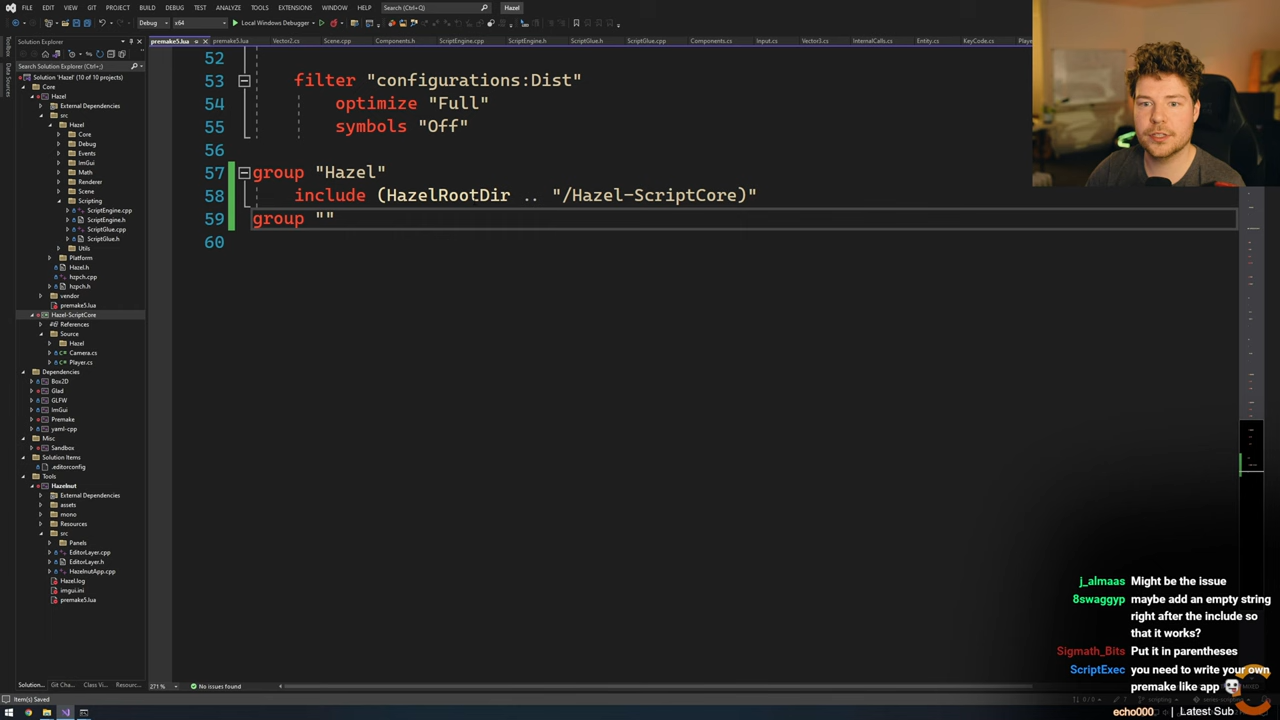 FILE EDIT VIEW GIT PROJECT BUILD DEBUG TEST ANALYZE TOOLS EXTENSIONS WINDOW HELP Search (Ctrl+Q) Hazel
Debug x64 Local Windows Debugger
Solution Explorer
premake5.lua premake5.lua Vector2.cs Scene.cpp Components.h ScriptEngine.cpp ScriptEngine.h ScriptGlue.h ScriptGlue.cpp Components.cs Input.cs Vector3.cs InternalCalls.cs Entity.cs KeyCode.cs
Data Sources
Search Solution Explorer (Ctrl+;)
Solution 'Hazel' (10 of 10 projects)
Core
Hazel
External Dependencies
src
Hazel
Core
Debug
Events
ImGui
Math
Renderer
Scene
Scripting
ScriptEngine.cpp
ScriptEngine.h
ScriptGlue.cpp
ScriptGlue.h
Utils
Platform
Hazel.h
hzpch.cpp
hzpch.h
vendor
premake5.lua
Hazel-ScriptCore
References
Source
Hazel
Camera.cs
Player.cs
Dependencies
Box2D
Glad
GLFW
ImGui
Premake
yaml-cpp
Misc
Sandbox
Solution Items
.editorconfig
Tools
Hazelnut
External Dependencies
assets
mono
Resources
src
Panels
EditorLayer.cpp
EditorLayer.h
HazelnutApp.cpp
Hazel.log
imgui.ini
premake5.lua
52
53 filter "configurations:Dist"
54 optimize "Full"
55 symbols "Off"
56
57 group "Hazel"
58 include (HazelRootDir .. "/Hazel-ScriptCore)"
59 group ""
60
j_almaas Might be the issue
8swaggyp maybe add an empty string
right after the include so
that it works?
Sigmath_Bits Put it in parentheses
ScriptExec you need to write your own
premake like app
Solution... Git Cha... Class Vi... Resourc...
271 % No issues found
Item(s) Saved
echo000 Latest Sub